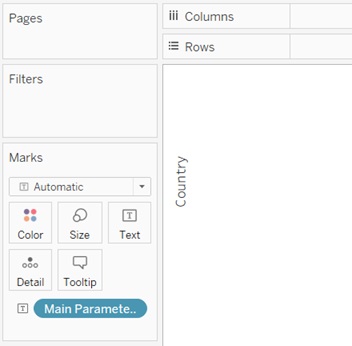 Pages
Columns
Rows
Filters
Marks
Automatic
Color Size Text
Detail Tooltip
Main Paramete..
Country